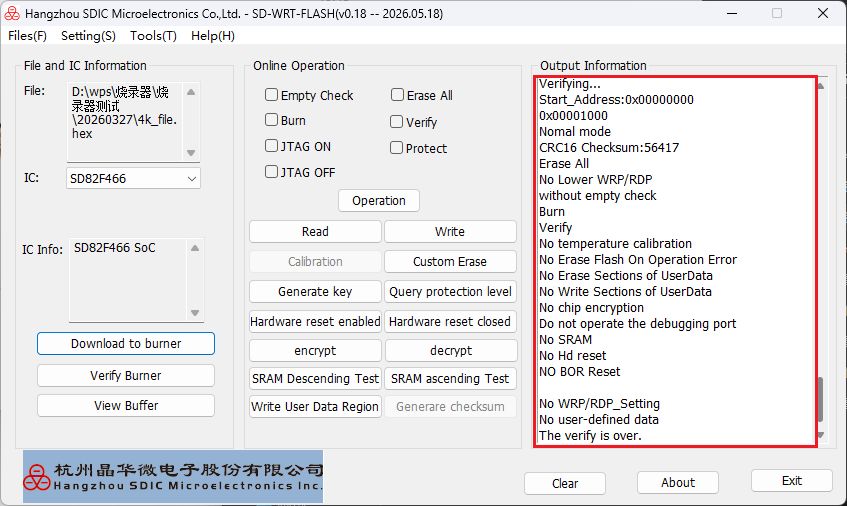 Hangzhou SDIC Microelectronics Co.,Ltd. - SD-WRT-FLASH(v0.18 -- 2026.05.18)
Files(F) Setting(S) Tools(T) Help(H)
File and IC Information
File:
D:\wps\烧录器\烧
录器测试
\20260327\4k_file.
hex
IC:
SD82F466
IC Info:
SD82F466 SoC
Download to burner
Verify Burner
View Buffer
Online Operation
Empty Check Erase All
Burn Verify
JTAG ON Protect
JTAG OFF
Operation
Read Write
Calibration Custom Erase
Generate key Query protection level
Hardware reset enabled Hardware reset closed
encrypt decrypt
SRAM Descending Test SRAM ascending Test
Write User Data Region Generare checksum
Output Information
Verifying...
Start_Address:0x00000000
0x00001000
Nomal mode
CRC16 Checksum:56417
Erase All
No Lower WRP/RDP
without empty check
Burn
Verify
No temperature calibration
No Erase Flash On Operation Error
No Erase Sections of UserData
No Write Sections of UserData
No chip encryption
Do not operate the debugging port
No SRAM
No Hd reset
NO BOR Reset
No WRP/RDP_Setting
No user-defined data
The verify is over.
杭州晶华微电子股份有限公司
Hangzhou SDIC Microelectronics Inc.
Clear About Exit